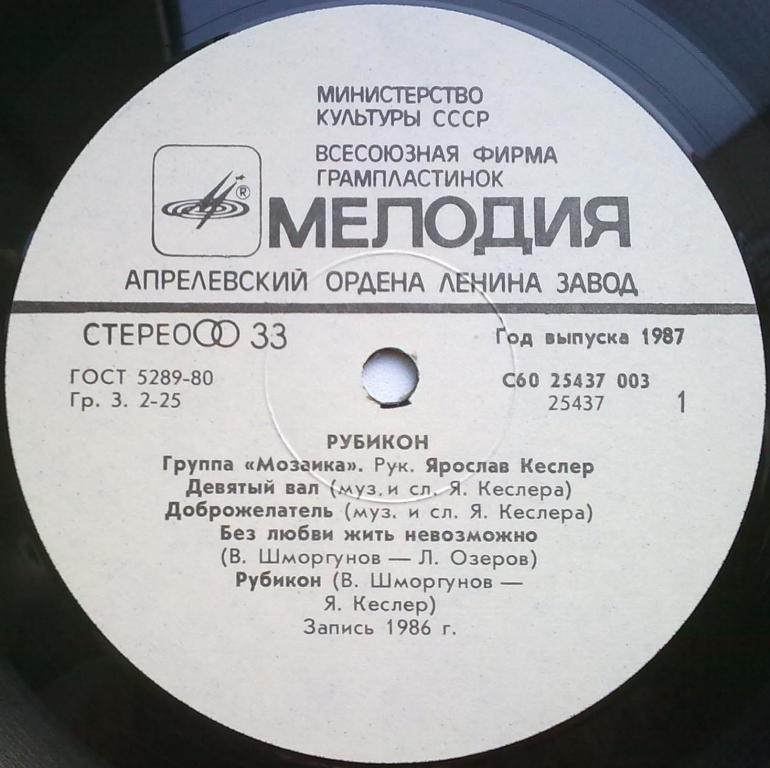 МИНИСТЕРСТВО
КУЛЬТУРЫ СССР
ВСЕСОЮЗНАЯ ФИРМА
ГРАМПЛАСТИНОК
®
МЕЛОДИЯ
АПРЕЛЕВСКИЙ ОРДЕНА ЛЕНИНА ЗАВОД
СТЕРЕО 33
Год выпуска 1987
ГОСТ 5289-80
Гр. 3. 2-25
С60 25437 003
25437 1
РУБИКОН
Группа «Мозаика». Рук. Ярослав Кеслер
Девятый вал (муз. и сл. Я. Кеслера)
Доброжелатель (муз. и сл. Я. Кеслера)
Без любви жить невозможно
(В. Шморгунов — Л. Озеров)
Рубикон (В. Шморгунов —
Я. Кеслер)
Запись 1986 г.